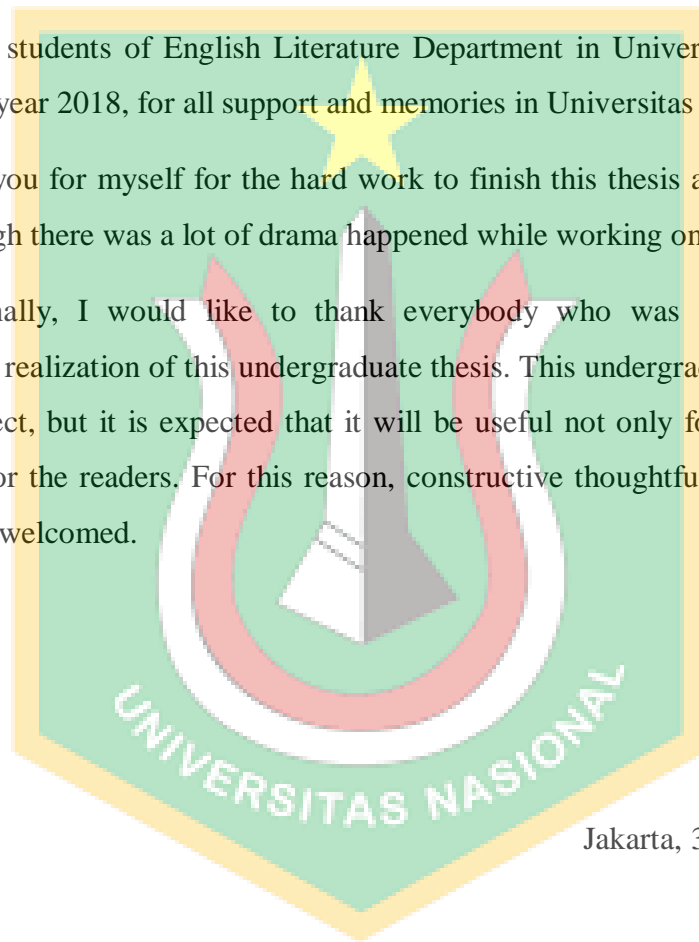 students of English Literature Department in Univer
year 2018, for all support and memories in Universitas
you for myself for the hard work to finish this thesis a
gh there was a lot of drama happened while working on
nally, I would like to thank everybody who was
realization of this undergraduate thesis. This undergra
ect, but it is expected that it will be useful not only fo
or the readers. For this reason, constructive thoughtfu
welcomed.
UNIVERSITAS NASIONAL
Jakarta, 3